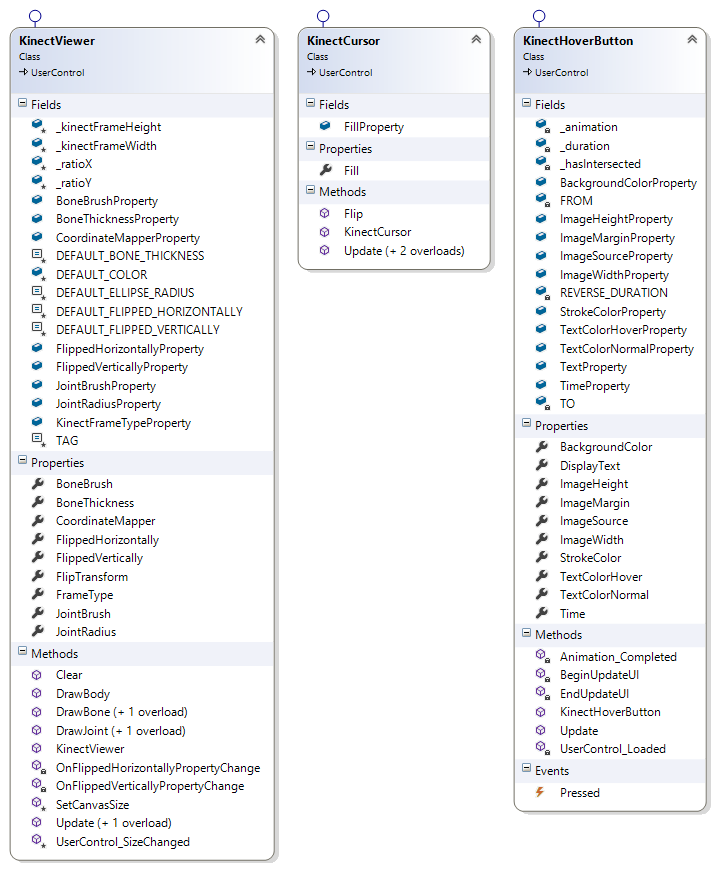 KinectViewer
Class
UserControl
Fields
_kinectFrameHeight
_kinectFrameWidth
_ratioX
_ratioY
BoneBrushProperty
BoneThicknessProperty
CoordinateMapperProperty
DEFAULT_BONE_THICKNESS
DEFAULT_COLOR
DEFAULT_ELLIPSE_RADIUS
DEFAULT_FLIPPED_HORIZONTALLY
DEFAULT_FLIPPED_VERTICALLY
FlippedHorizontallyProperty
FlippedVerticallyProperty
JointBrushProperty
JointRadiusProperty
KinectFrameTypeProperty
TAG
Properties
BoneBrush
BoneThickness
CoordinateMapper
FlippedHorizontally
FlippedVertically
FlipTransform
FrameType
JointBrush
JointRadius
Methods
Clear
DrawBody
DrawBone (+ 1 overload)
DrawJoint (+ 1 overload)
KinectViewer
OnFlippedHorizontallyPropertyChange
OnFlippedVerticallyPropertyChange
SetCanvasSize
Update (+ 1 overload)
UserControl_SizeChanged
KinectCursor
Class
UserControl
Fields
FillProperty
Properties
Fill
Methods
Flip
KinectCursor
Update (+ 2 overloads)
KinectHoverButton
Class
UserControl
Fields
_animation
_duration
_hasIntersected
BackgroundColorProperty
FROM
ImageHeightProperty
ImageMarginProperty
ImageSourceProperty
ImageWidthProperty
REVERSE_DURATION
StrokeColorProperty
TextColorHoverProperty
TextColorNormalProperty
TextProperty
TimeProperty
TO
Properties
BackgroundColor
DisplayText
ImageHeight
ImageMargin
ImageSource
ImageWidth
StrokeColor
TextColorHover
TextColorNormal
Time
Methods
Animation_Completed
BeginUpdateUI
EndUpdateUI
KinectHoverButton
Update
UserControl_Loaded
Events
Pressed